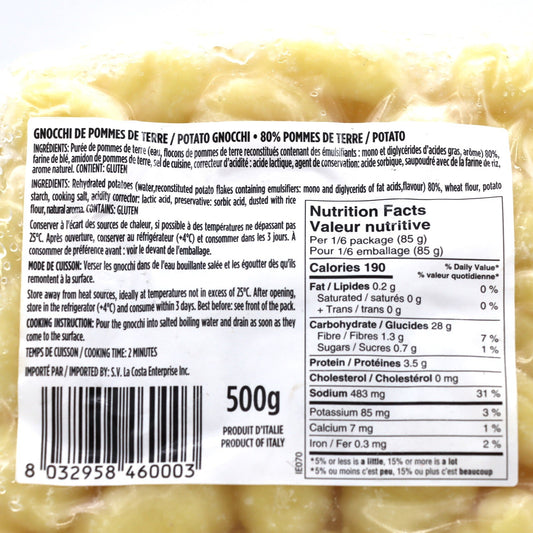 GNOCCHI DE POMMES DE TERRE / POTATO GNOCCHI • 80% POMMES DE TERRE / POTATO
INGRÉDIENTS: Purée de pommes de terre (eau, flocons de pommes de terre reconstitués contenant des émulsifiants : mono et diglycérides d'acides gras, arôme) 80%,
farine de blé, amidon de pommes de terre, sel de cuisine, correcteur d'acidité : acide lactique, agent de conservation: acide sorbique, saupoudré avec de la farine de riz,
arome naturel. CONTIENT: GLUTEN
INGREDIENTS: Rehydrated potatoes (water,reconstituted potato flakes containing emulsifiers: mono and diglycerids of fat acids,flavour) 80%, wheat flour, potato
starch, cooking salt, acidity corrector: lactic acid, preservative: sorbic acid, dusted with rice
flour, natural aroma. CONTAINS: GLUTEN
Conserver à l'écart des sources de chaleur, si possible à des températures ne dépassant pas
25°C. Après ouverture, conserver au réfrigérateur (+4°C) et consommer dans les 3 jours. A
consommer de préférence avant : voir le devant de l'emballage.
MODE DE CUISSON: Verser les gnocchi dans de l'eau bouillante salée et les égoutter dès qu'ils
remontent à la surface.
Store away from heat sources, ideally at temperatures not in excess of 25°C. After opening,
store in the refrigerator (+4°C) and consume within 3 days. Best before: see front of the pack.
COOKING INSTRUCTION: Pour the gnocchi into salted boiling water and drain as soon as they
come to the surface.
TEMPS DE CUISSON / COOKING TIME: 2 MINUTES
IMPORTÉ PAR / IMPORTED BY: S.V. La Costa Enterprise Inc.
8 032958 460003
500g
PRODUIT D'ITALIE
PRODUCT OF ITALY
IE070
Nutrition Facts
Valeur nutritive
Per 1/6 package (85 g)
Pour 1/6 emballage (85 g)
Calories 190 % Daily Value*
% valeur quotidienne*
Fat / Lipides 0.2 g 0 %
Saturated / saturés 0 g
+ Trans / trans 0 g 0 %
Carbohydrate / Glucides 28 g
Fibre / Fibres 1.3 g 7 %
Sugars / Sucres 0.7 g 1 %
Protein / Protéines 3.5 g
Cholesterol / Cholestérol 0 mg
Sodium 483 mg 31 %
Potassium 85 mg 3 %
Calcium 7 mg 1 %
Iron / Fer 0.3 mg 2 %
*5% or less is a little, 15% or more is a lot
*5% ou moins c'est peu, 15% ou plus c'est beaucoup